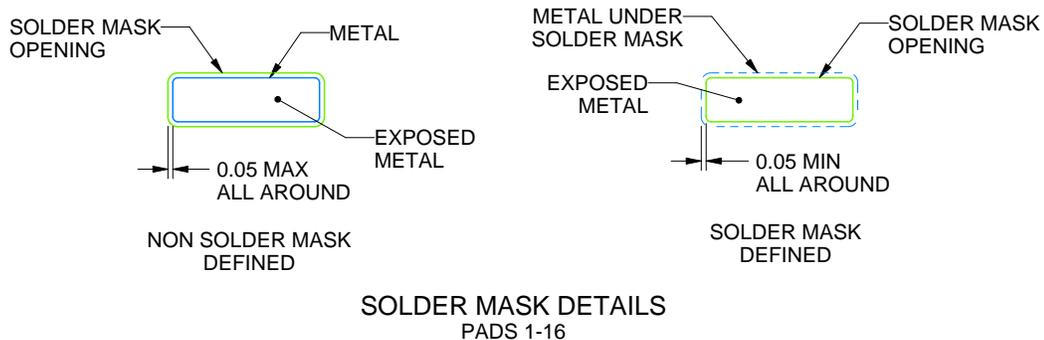 SOLDER MASK
OPENING
METAL
EXPOSED
METAL
0.05 MAX
ALL AROUND
NON SOLDER MASK
DEFINED
METAL UNDER
SOLDER MASK
SOLDER MASK
OPENING
EXPOSED
METAL
0.05 MIN
ALL AROUND
SOLDER MASK
DEFINED
SOLDER MASK DETAILS
PADS 1-16